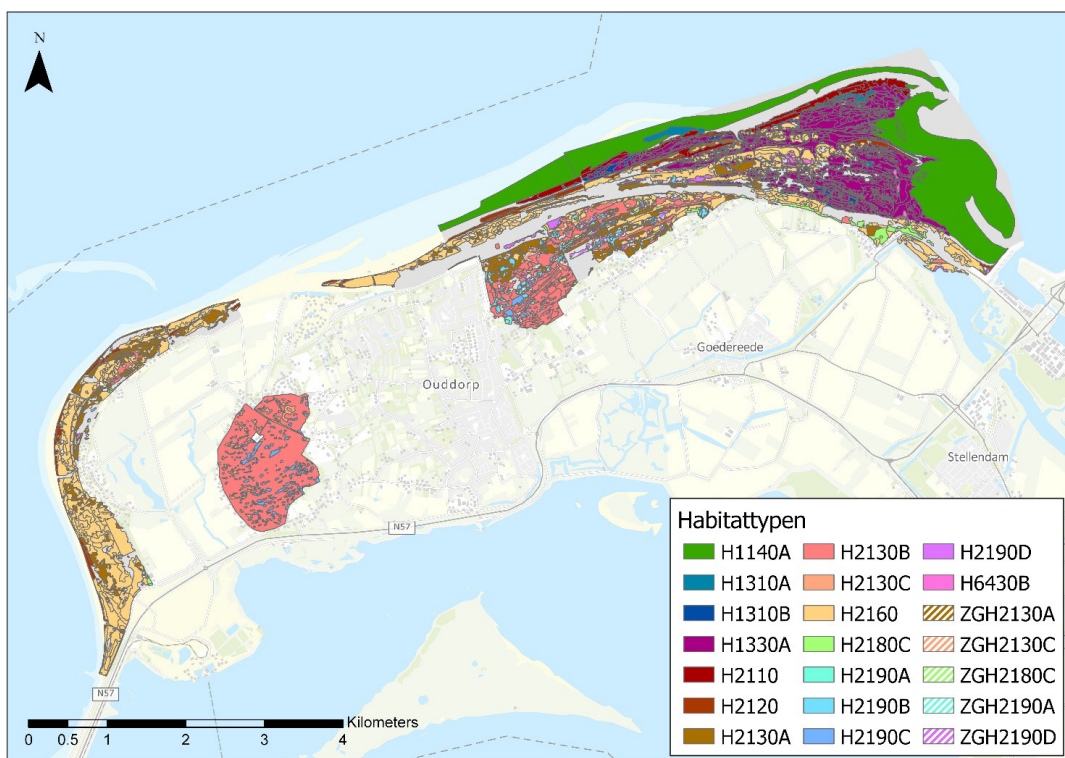 N
Ouddorp
Goedereede
Stellendam
N57
N57
Kilometers
0 0.5 1 2 3 4
Habitattypen
H1140A H2130B H2190D
H1310A H2130C H6430B
H1310B H2160 ZGH2130A
H1330A H2180C ZGH2130C
H2110 H2190A ZGH2180C
H2120 H2190B ZGH2190A
H2130A H2190C ZGH2190D